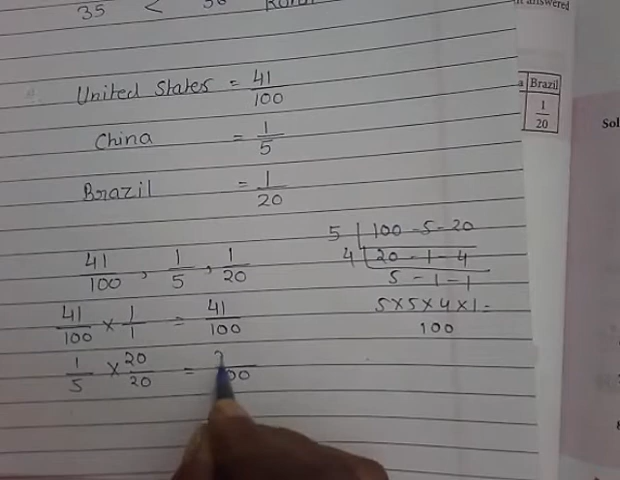 35 <
answered
United States = 41/100
a Brazil
1/20
China = 1/5
Sol
Brazil = 1/20
41/100 , 1/5 , 1/20
5 | 100 - 5 - 20
4 | 20 - 1 - 4
5 - 1 - 1
41/100 × 1/1 = 41/100
5 × 5 × 4 × 1 =
100
1/5 × 20/20 =